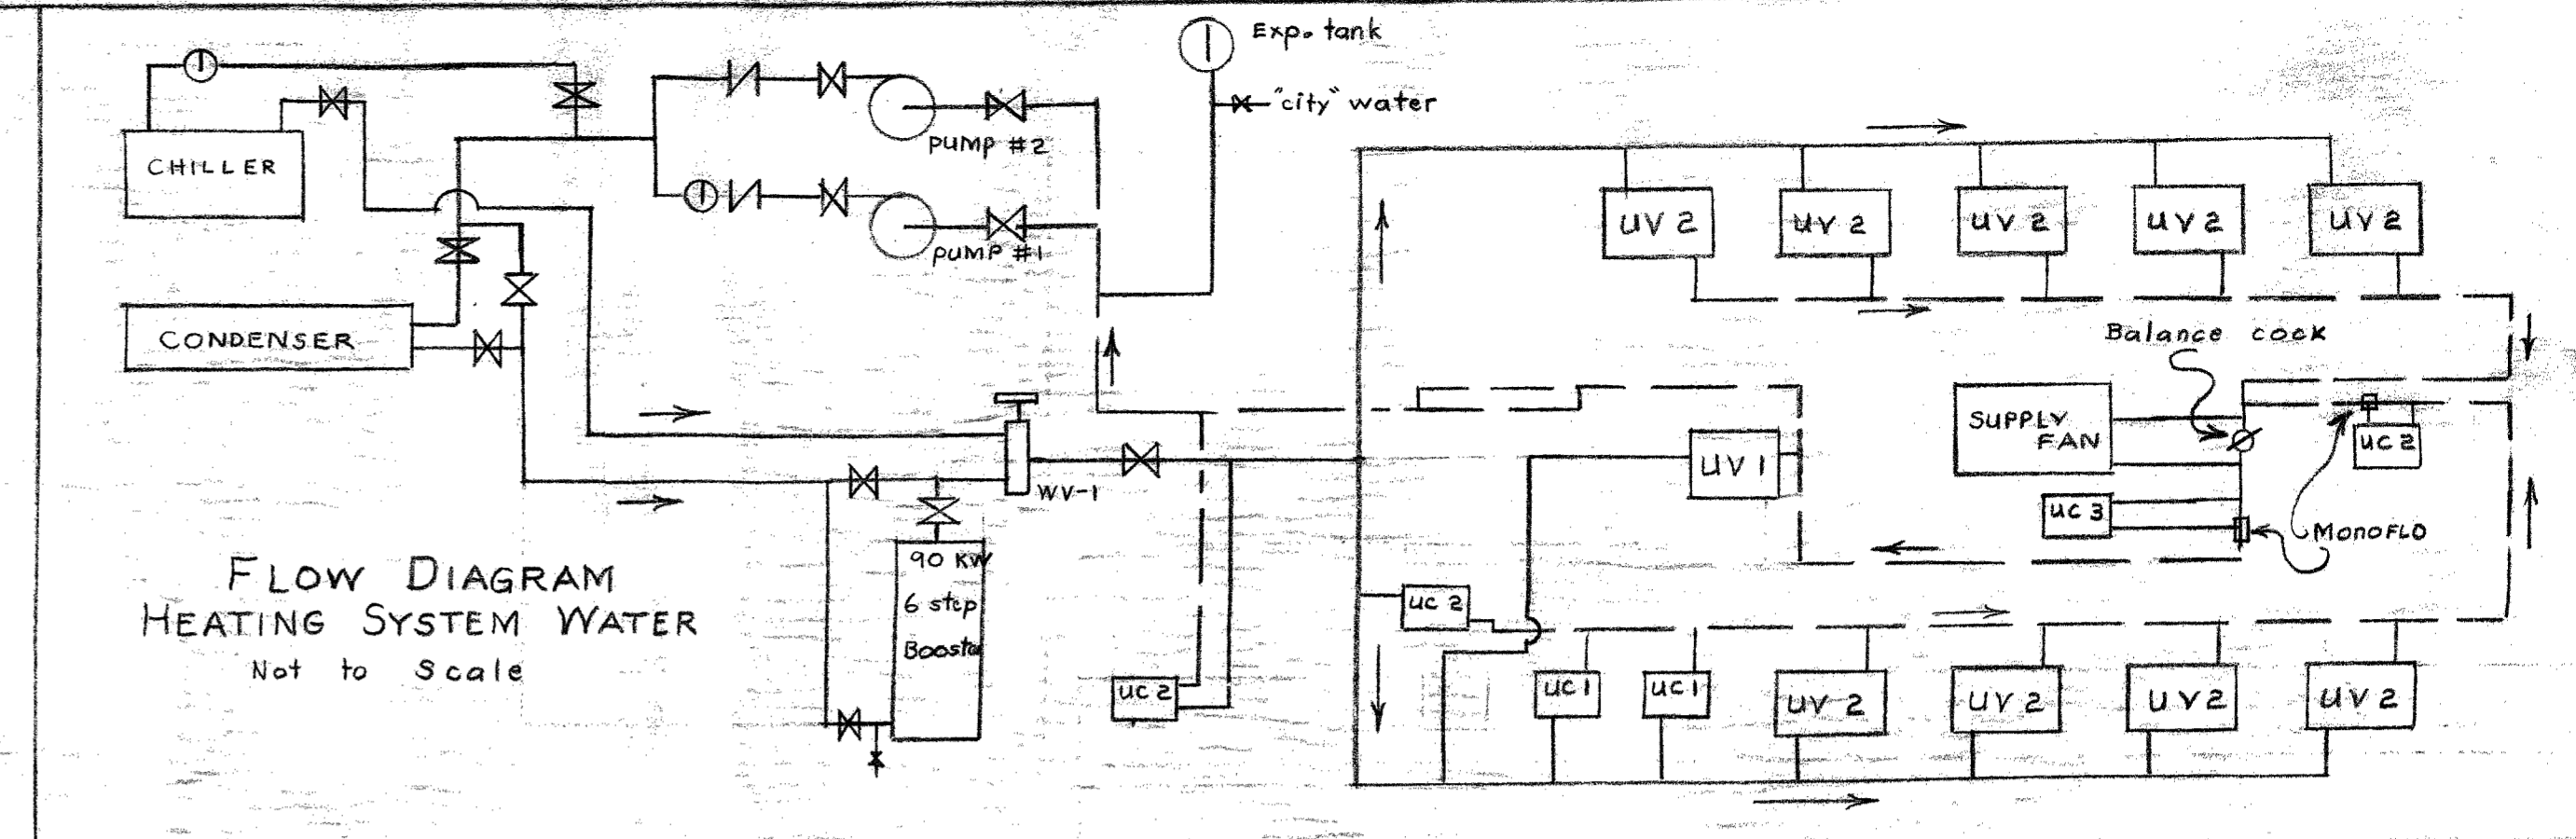 Exp. tank
"city" water
CHILLER
PUMP #2
PUMP #1
UV 2
UV 2
UV 2
UV 2
UV 2
CONDENSER
Balance cock
SUPPLY
FAN
UC 2
UV 1
WV-1
UC 3
MONOFLO
FLOW DIAGRAM
HEATING SYSTEM WATER
Not to Scale
90 KW
6 step
Booster
UC 2
UC 2
UC 1
UC 1
UV 2
UV 2
UV 2
UV 2